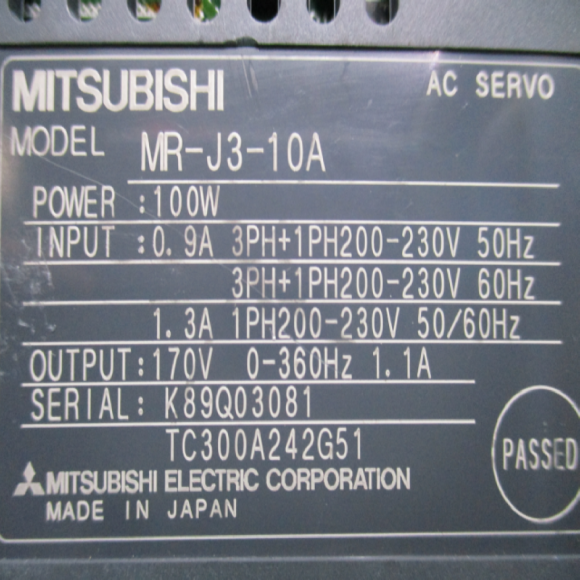 MITSUBISHI AC SERVO
MODEL MR-J3-10A
POWER :100W
INPUT :0.9A 3PH+1PH200-230V 50Hz
3PH+1PH200-230V 60Hz
1.3A 1PH200-230V 50/60Hz
OUTPUT:170V 0-360Hz 1.1A
SERIAL: K89Q03081
TC300A242G51
PASSED
MITSUBISHI ELECTRIC CORPORATION
MADE IN JAPAN